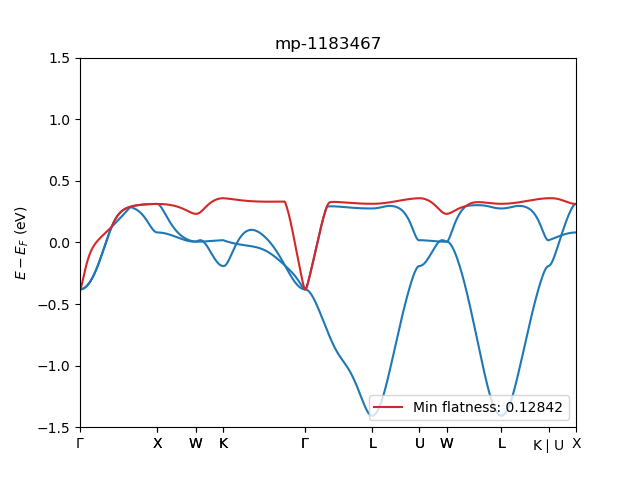 mp-1183467
E − E_F (eV)
1.5
1.0
0.5
0.0
−0.5
−1.0
−1.5
Min flatness: 0.12842
Γ X W K Γ L U W L K | U X